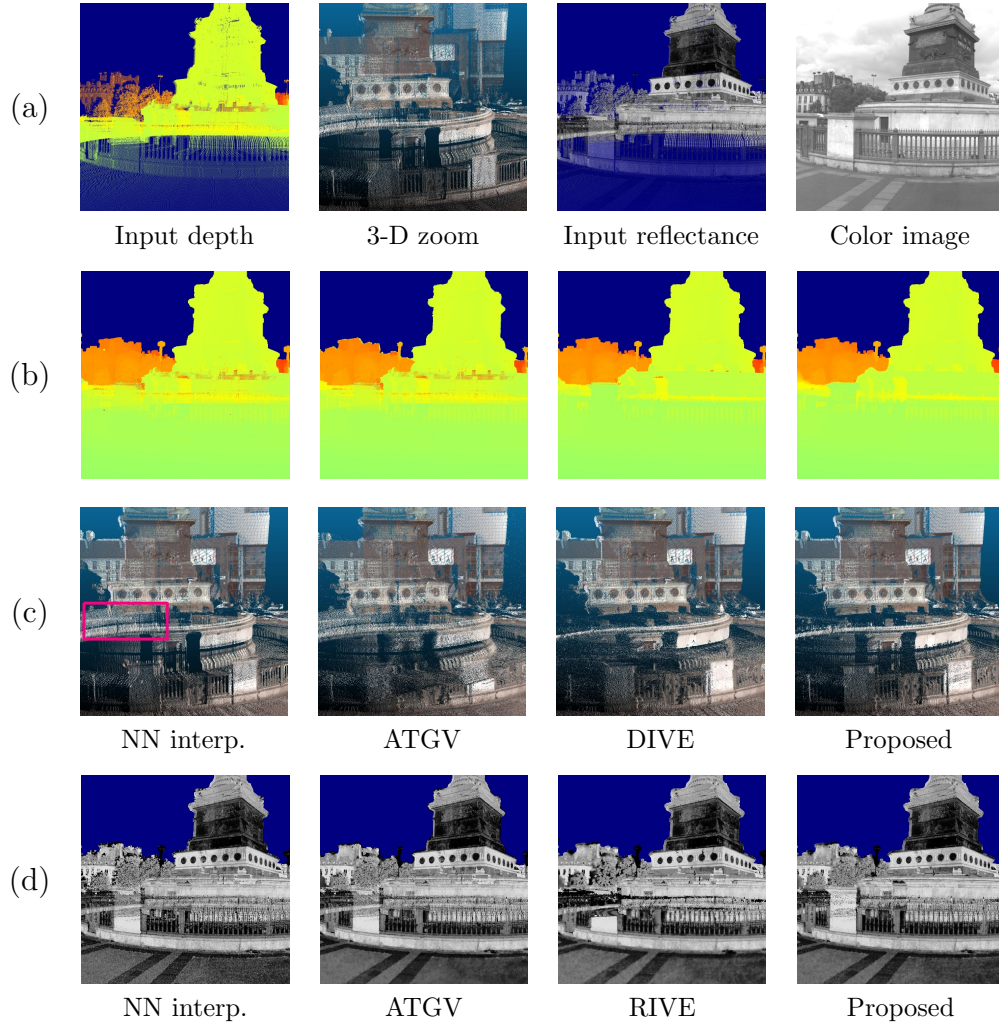 (a)
Input depth 3-D zoom Input reflectance Color image
(b)
(c)
NN interp. ATGV DIVE Proposed
(d)
NN interp. ATGV RIVE Proposed